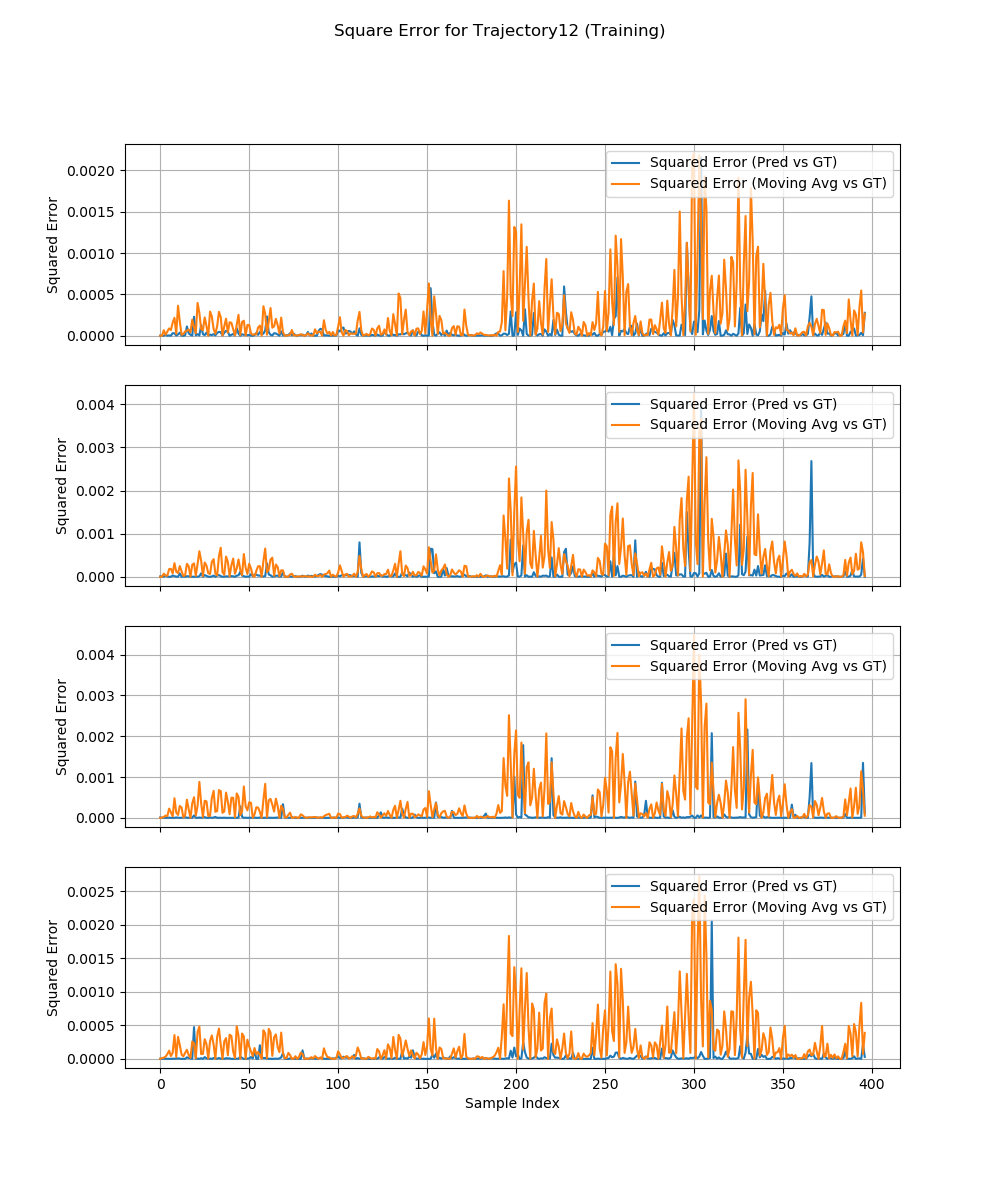 Square Error for Trajectory12 (Training)
Squared Error
0.0020
0.0015
0.0010
0.0005
0.0000
Squared Error (Pred vs GT)
Squared Error (Moving Avg vs GT)
Squared Error
0.004
0.003
0.002
0.001
0.000
Squared Error (Pred vs GT)
Squared Error (Moving Avg vs GT)
Squared Error
0.004
0.003
0.002
0.001
0.000
Squared Error (Pred vs GT)
Squared Error (Moving Avg vs GT)
Squared Error
0.0025
0.0020
0.0015
0.0010
0.0005
0.0000
Squared Error (Pred vs GT)
Squared Error (Moving Avg vs GT)
0 50 100 150 200 250 300 350 400
Sample Index